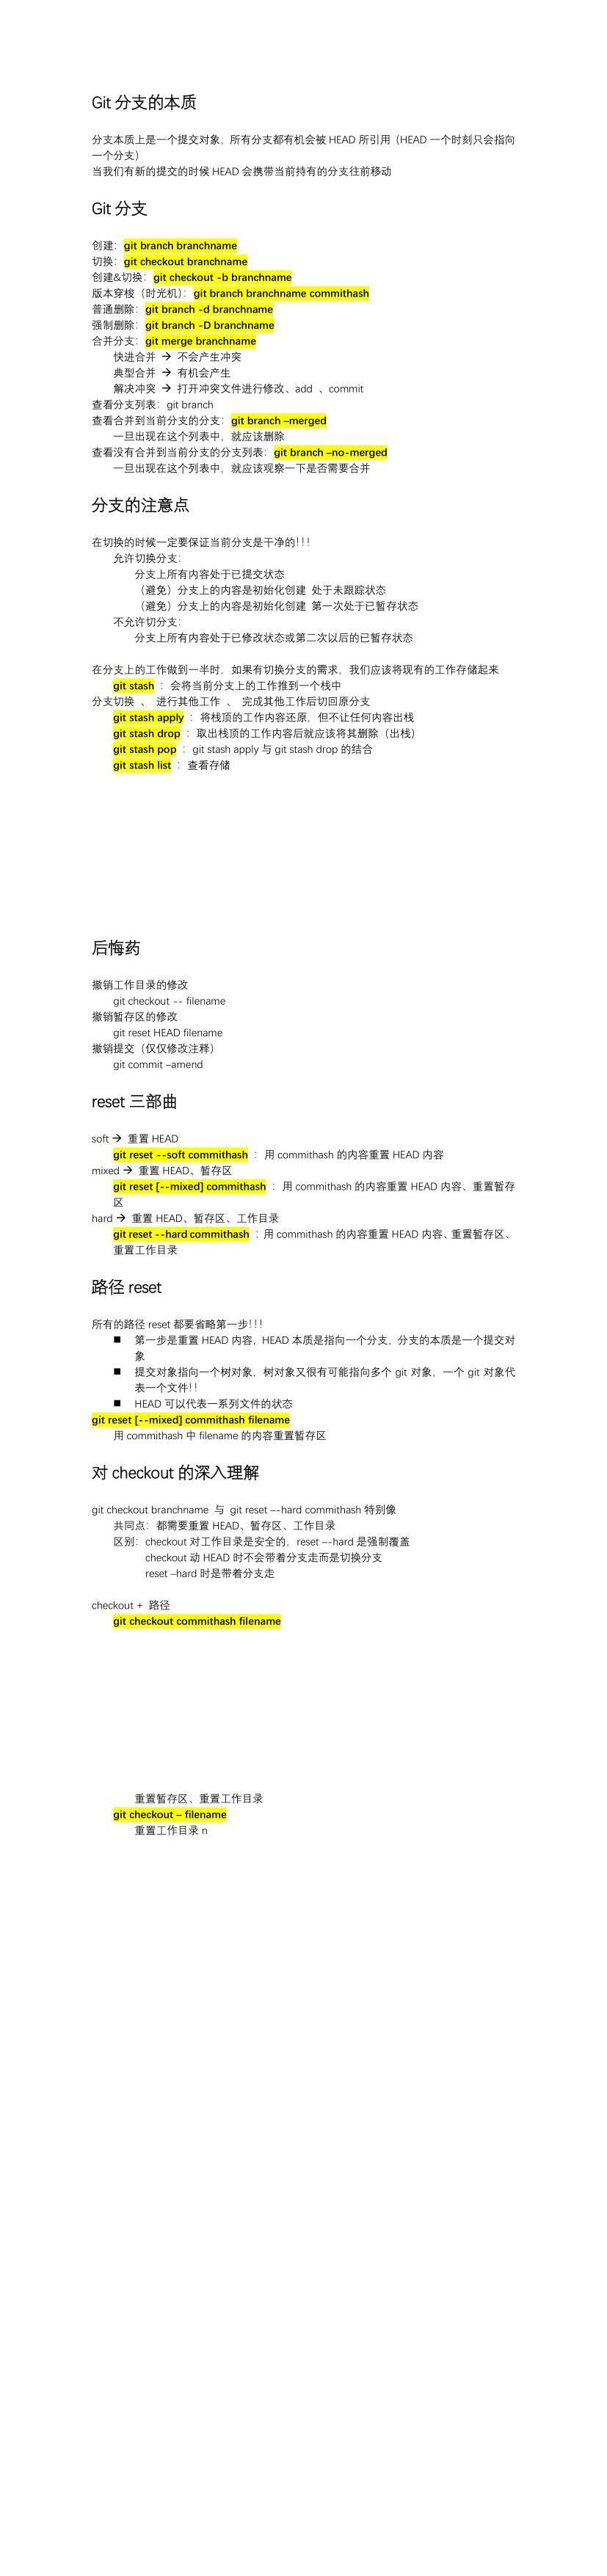 Git 分支的本质
分支本质上是一个提交对象，所有分支都有机会被 HEAD 所引用（HEAD 一个时刻只会指向
一个分支）
当我们有新的提交的时候 HEAD 会携带当前持有的分支往前移动
Git 分支
创建：git branch branchname
切换：git checkout branchname
创建&切换：git checkout -b branchname
版本穿梭（时光机）：git branch branchname commithash
普通删除：git branch -d branchname
强制删除：git branch -D branchname
合并分支：git merge branchname
快进合并 → 不会产生冲突
典型合并 → 有机会产生
解决冲突 → 打开冲突文件进行修改、add 、commit
查看分支列表：git branch
查看合并到当前分支的分支：git branch –merged
一旦出现在这个列表中，就应该删除
查看没有合并到当前分支的分支列表：git branch –no-merged
一旦出现在这个列表中，就应该观察一下是否需要合并
分支的注意点
在切换的时候一定要保证当前分支是干净的!!!
允许切换分支：
分支上所有内容处于已提交状态
（避免）分支上的内容是初始化创建 处于未跟踪状态
（避免）分支上的内容是初始化创建 第一次处于已暂存状态
不允许切分支：
分支上所有内容处于已修改状态或第二次以后的已暂存状态
在分支上的工作做到一半时，如果有切换分支的需求，我们应该将现有的工作存储起来
git stash ：会将当前分支上的工作推到一个栈中
分支切换 、 进行其他工作 、 完成其他工作后切回原分支
git stash apply ：将栈顶的工作内容还原，但不让任何内容出栈
git stash drop ：取出栈顶的工作内容后就应该将其删除（出栈）
git stash pop ：git stash apply 与 git stash drop 的结合
git stash list ：查看存储
后悔药
撤销工作目录的修改
git checkout -- filename
撤销暂存区的修改
git reset HEAD filename
撤销提交（仅仅修改注释）
git commit –amend
reset 三部曲
soft → 重置 HEAD
git reset --soft commithash ：用 commithash 的内容重置 HEAD 内容
mixed → 重置 HEAD、暂存区
git reset [--mixed] commithash ：用 commithash 的内容重置 HEAD 内容、重置暂存
区
hard → 重置 HEAD、暂存区、工作目录
git reset --hard commithash ：用 commithash 的内容重置 HEAD 内容、重置暂存区、
重置工作目录
路径 reset
所有的路径 reset 都要省略第一步!!!
■ 第一步是重置 HEAD 内容，HEAD 本质是指向一个分支，分支的本质是一个提交对
象
■ 提交对象指向一个树对象，树对象又很有可能指向多个 git 对象，一个 git 对象代
表一个文件!!
■ HEAD 可以代表一系列文件的状态
git reset [--mixed] commithash filename
用 commithash 中 filename 的内容重置暂存区
对 checkout 的深入理解
git checkout branchname 与 git reset –-hard commithash 特别像
共同点：都需要重置 HEAD、暂存区、工作目录
区别：checkout 对工作目录是安全的，reset –-hard 是强制覆盖
checkout 动 HEAD 时不会带着分支走而是切换分支
reset –hard 时是带着分支走
checkout + 路径
git checkout commithash filename
重置暂存区、重置工作目录
git checkout – filename
重置工作目录 n